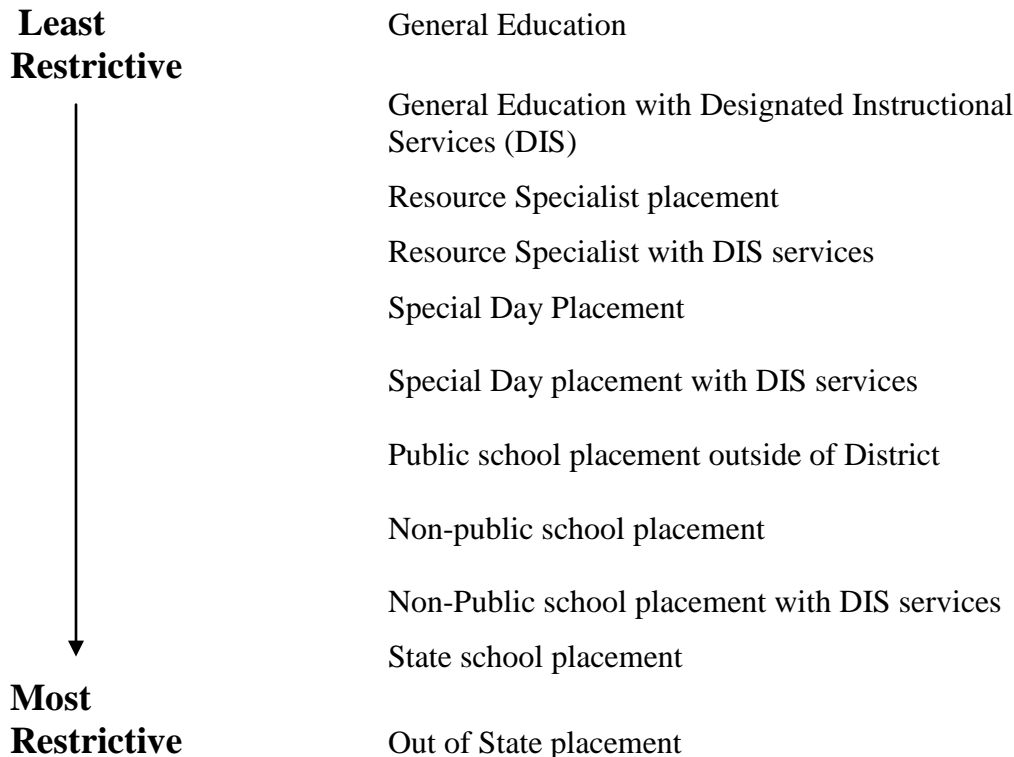 Least
Restrictive
General Education
General Education with Designated Instructional
Services (DIS)
Resource Specialist placement
Resource Specialist with DIS services
Special Day Placement
Special Day placement with DIS services
Public school placement outside of District
Non-public school placement
Non-Public school placement with DIS services
State school placement
Most
Restrictive
Out of State placement